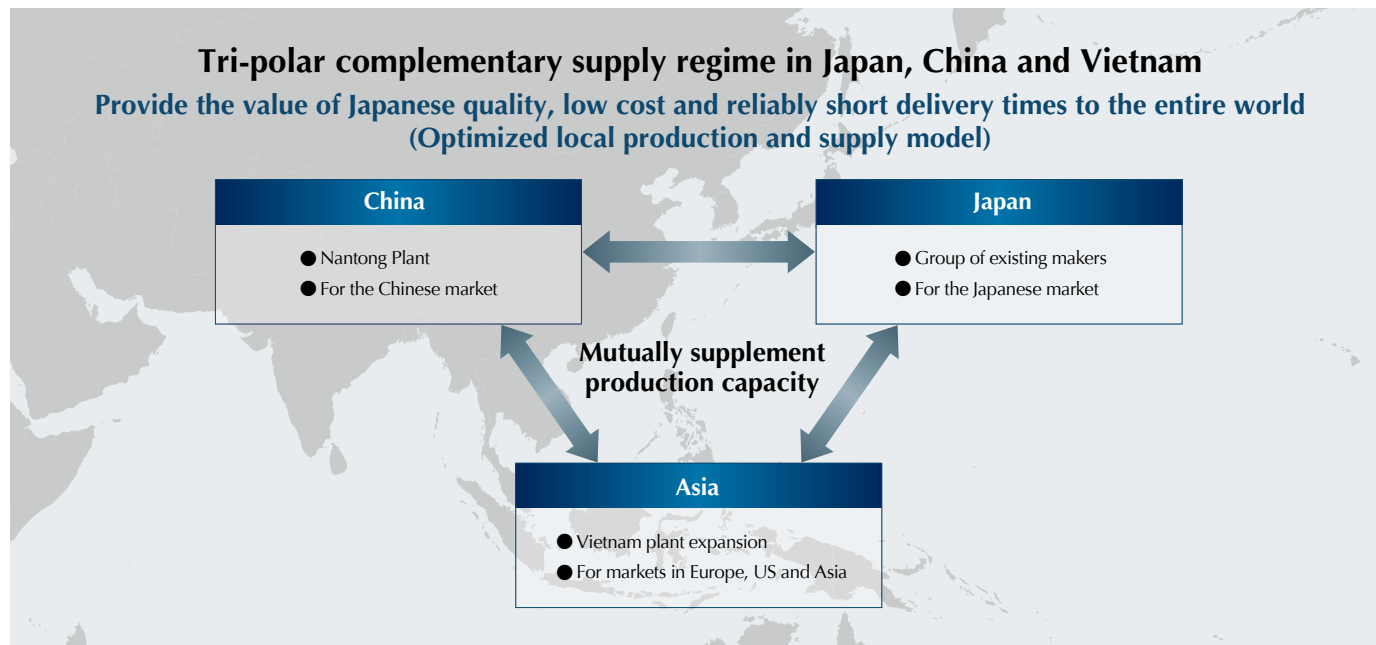 Tri-polar complementary supply regime in Japan, China and Vietnam
Provide the value of Japanese quality, low cost and reliably short delivery times to the entire world
(Optimized local production and supply model)
China
● Nantong Plant
● For the Chinese market
Japan
● Group of existing makers
● For the Japanese market
Mutually supplement
production capacity
Asia
● Vietnam plant expansion
● For markets in Europe, US and Asia